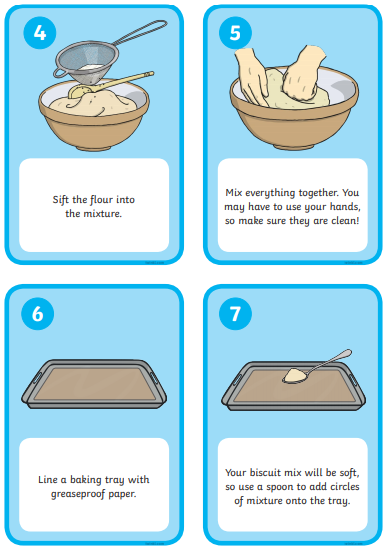 4
Sift the flour into
the mixture.
5
Mix everything together. You
may have to use your hands,
so make sure they are clean!
6
Line a baking tray with
greaseproof paper.
7
Your biscuit mix will be soft,
so use a spoon to add circles
of mixture onto the tray.